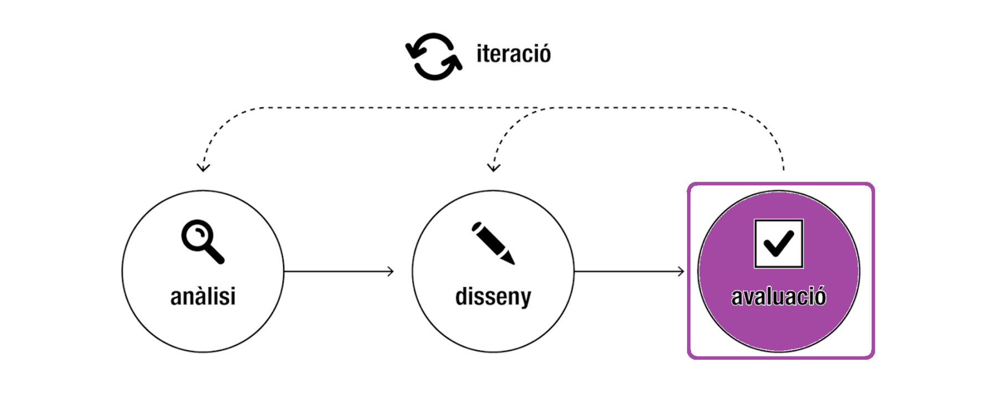 iteració
anàlisi
disseny
avaluació